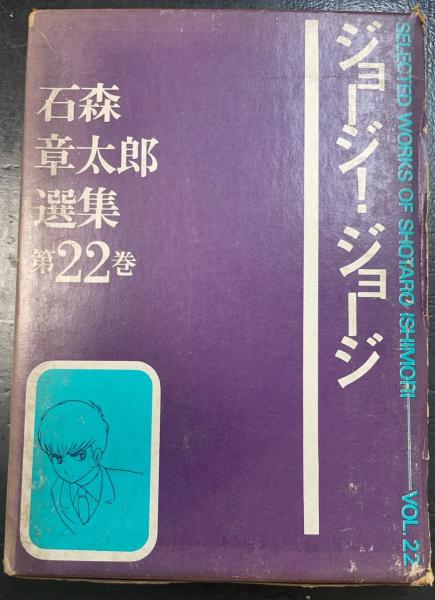 ジョージ!・ジョージ
SELECTED WORKS OF SHOTARO ISHIMORI——VOL. 22
石森
章太郎
選集
第22巻